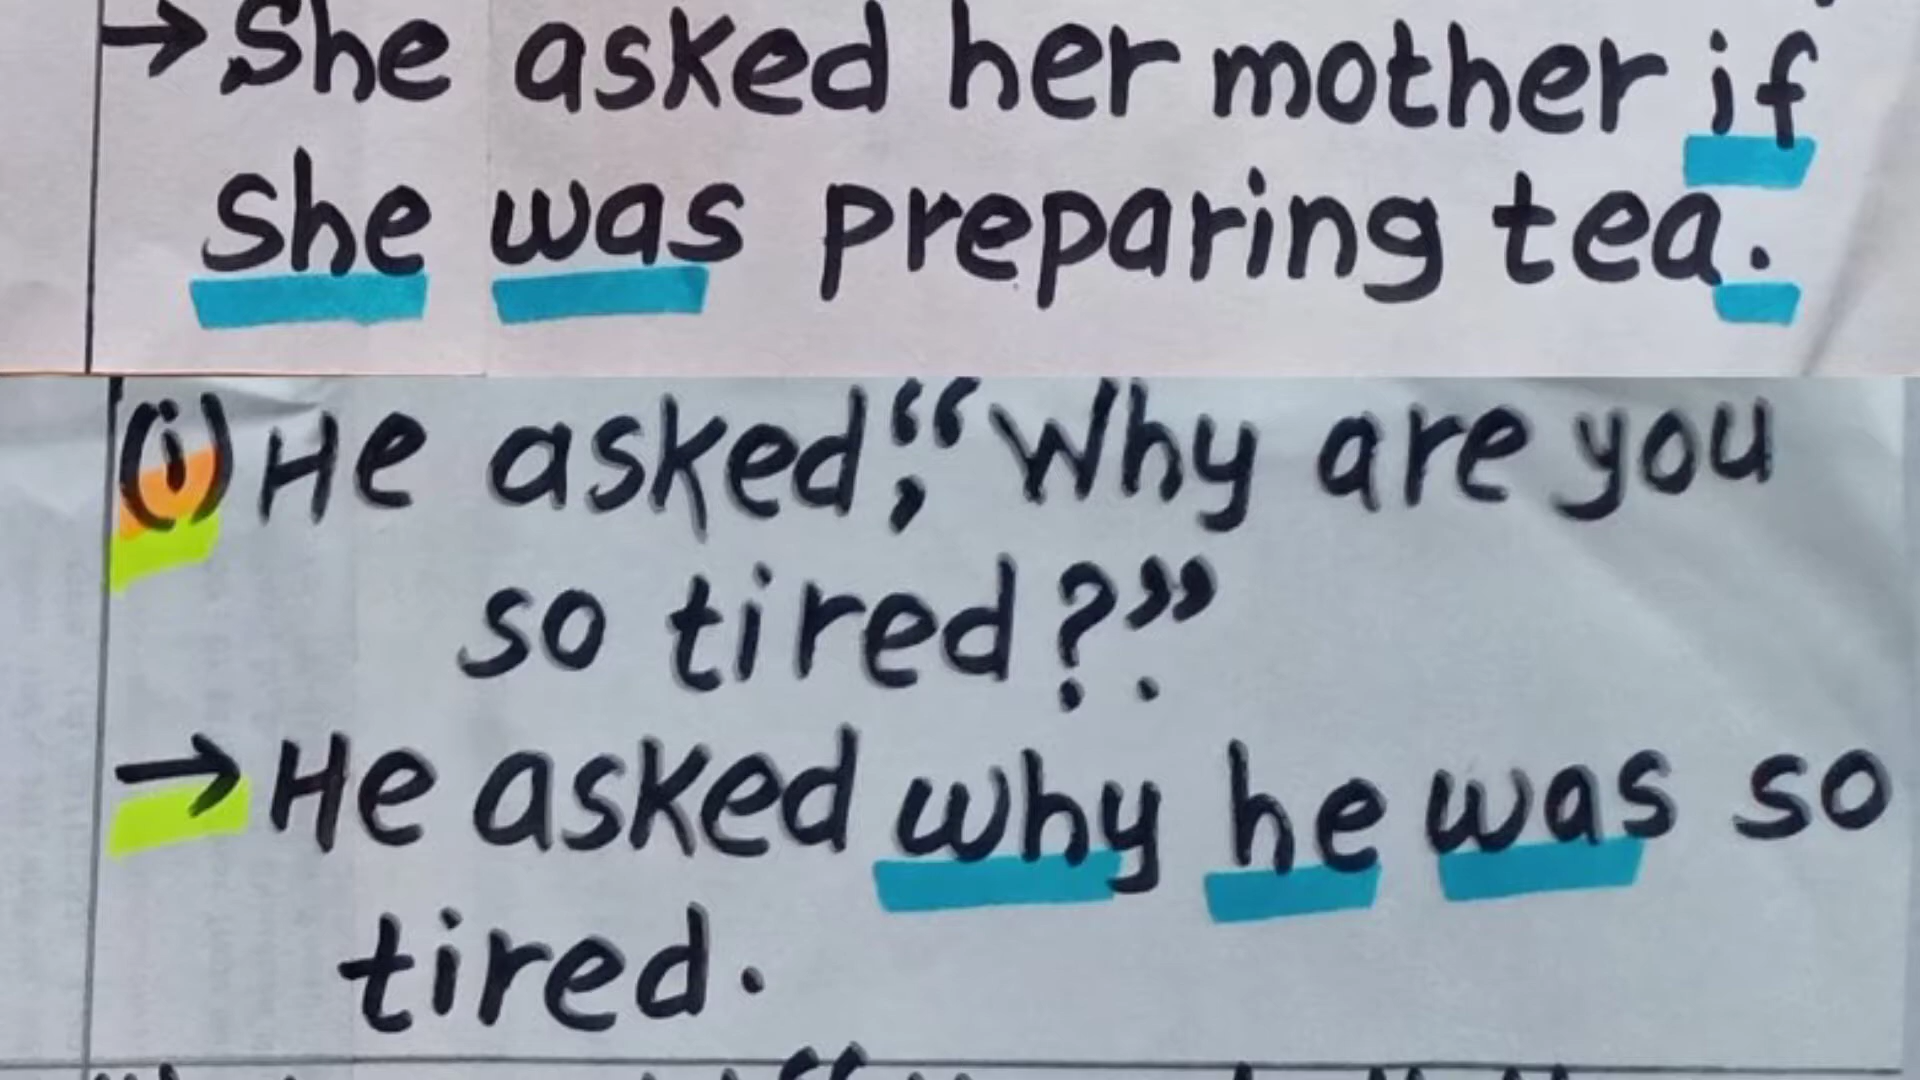 → She asked her mother if
she was preparing tea.
(i) He asked, “Why are you
so tired?”.
→ He asked why he was so
tired.